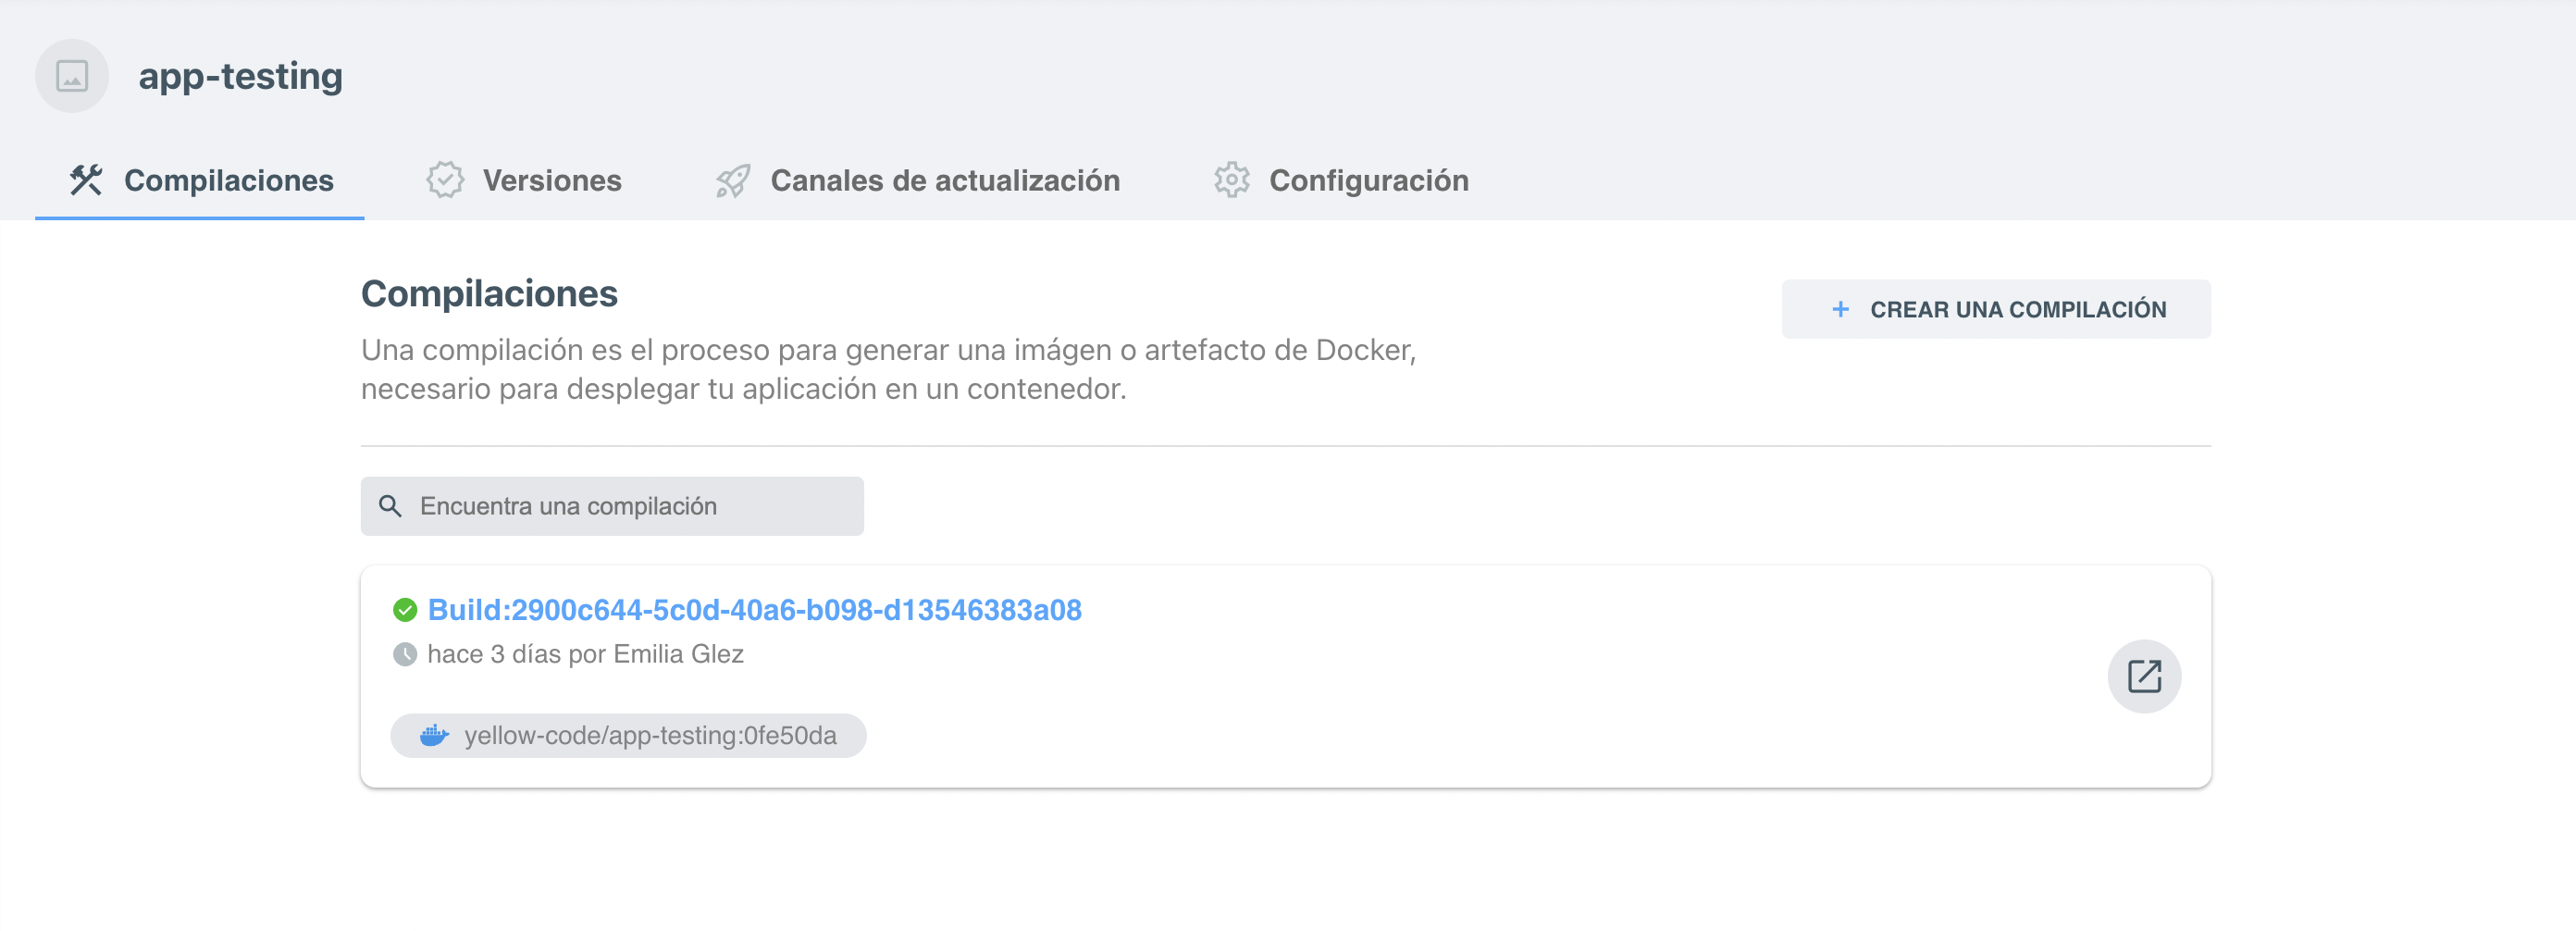 app-testing
Compilaciones
Versiones
Canales de actualización
Configuración
Compilaciones
+ CREAR UNA COMPILACIÓN
Una compilación es el proceso para generar una imágen o artefacto de Docker,
necesario para desplegar tu aplicación en un contenedor.
Encuentra una compilación
Build:2900c644-5c0d-40a6-b098-d13546383a08
hace 3 días por Emilia Glez
yellow-code/app-testing:0fe50da